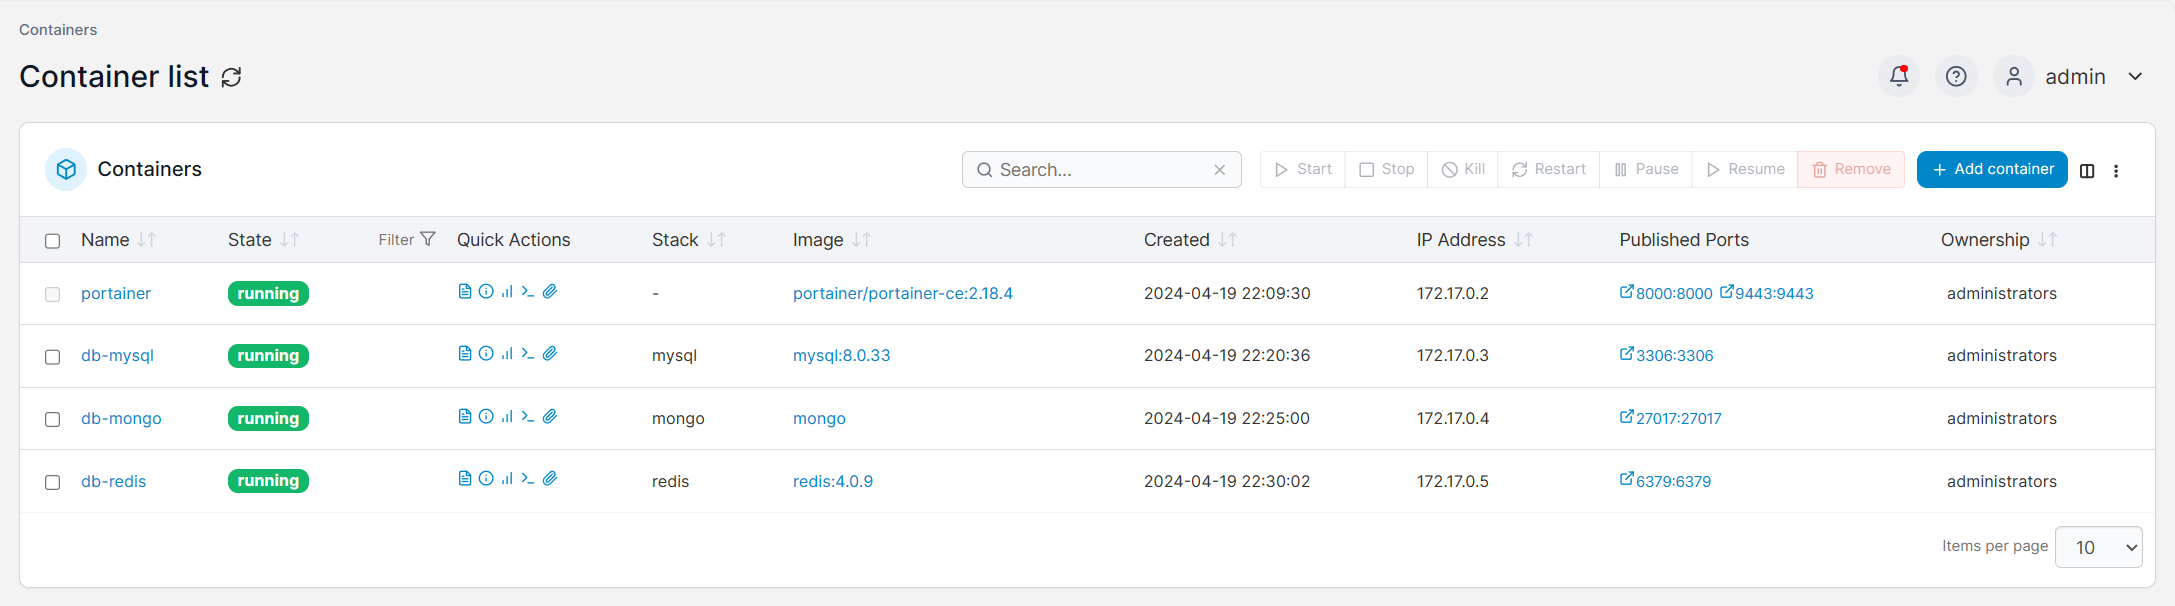 Containers
Container list
admin
Containers
Search...
Start Stop Kill Restart Pause Resume Remove
Add container
Name State Filter Quick Actions Stack Image Created IP Address Published Ports Ownership
portainer running - portainer/portainer-ce:2.18.4 2024-04-19 22:09:30 172.17.0.2 8000:8000 9443:9443 administrators
db-mysql running mysql mysql:8.0.33 2024-04-19 22:20:36 172.17.0.3 3306:3306 administrators
db-mongo running mongo mongo 2024-04-19 22:25:00 172.17.0.4 27017:27017 administrators
db-redis running redis redis:4.0.9 2024-04-19 22:30:02 172.17.0.5 6379:6379 administrators
Items per page 10